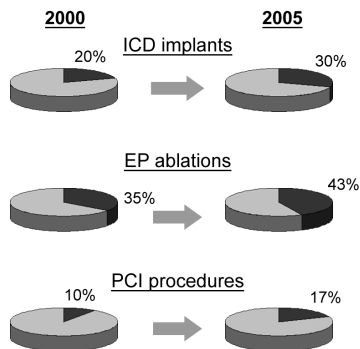 2000 2005
ICD implants
20% 30%
EP ablations
35% 43%
PCI procedures
10% 17%